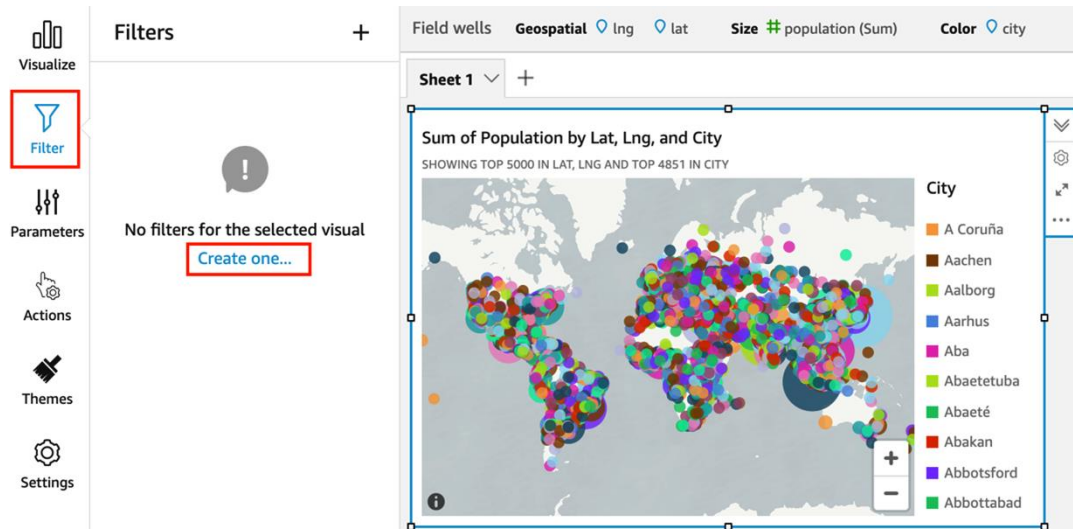 Visualize
Filter
Parameters
Actions
Themes
Settings
Filters +
No filters for the selected visual
Create one...
Field wells Geospatial lng lat Size population (Sum) Color city
Sheet 1 +
Sum of Population by Lat, Lng, and City
SHOWING TOP 5000 IN LAT, LNG AND TOP 4851 IN CITY
City
A Coruña
Aachen
Aalborg
Aarhus
Aba
Abaetetuba
Abaeté
Abakan
Abbotsford
Abbottabad